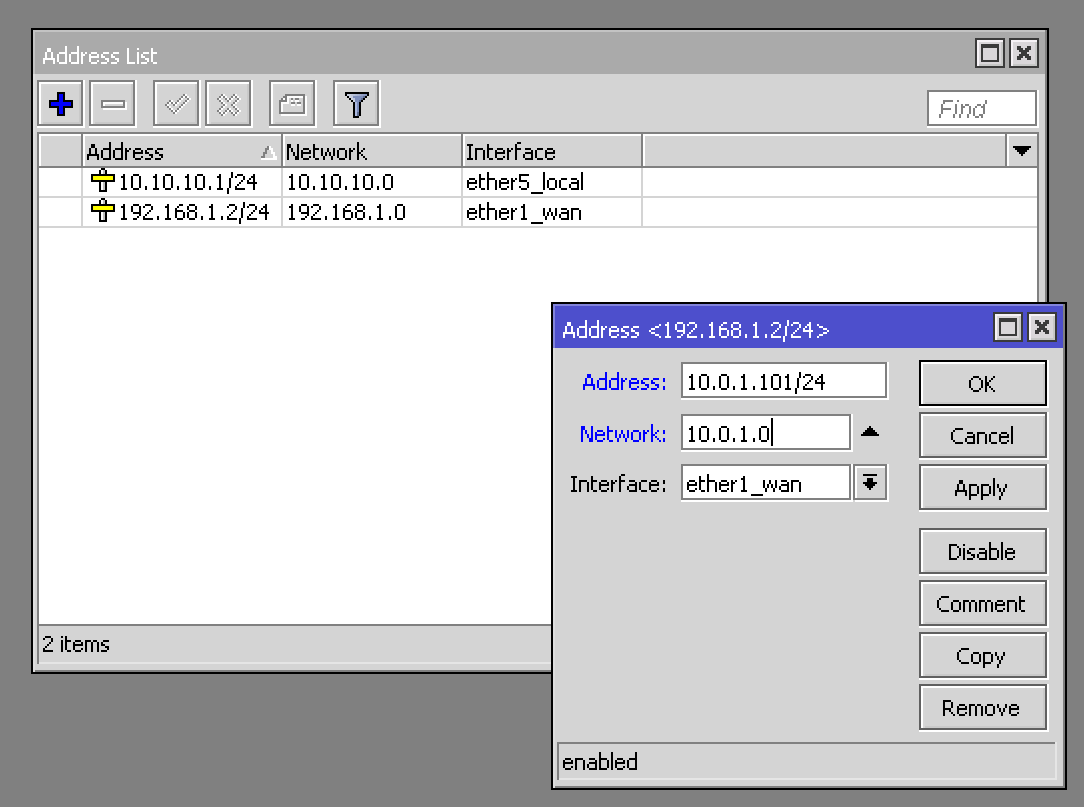 Address List
Find
Address Network Interface
10.10.10.1/24 10.10.10.0 ether5_local
192.168.1.2/24 192.168.1.0 ether1_wan
2 items
Address <192.168.1.2/24>
Address: 10.0.1.101/24 OK
Network: 10.0.1.0 Cancel
Interface: ether1_wan Apply
Disable
Comment
Copy
Remove
enabled